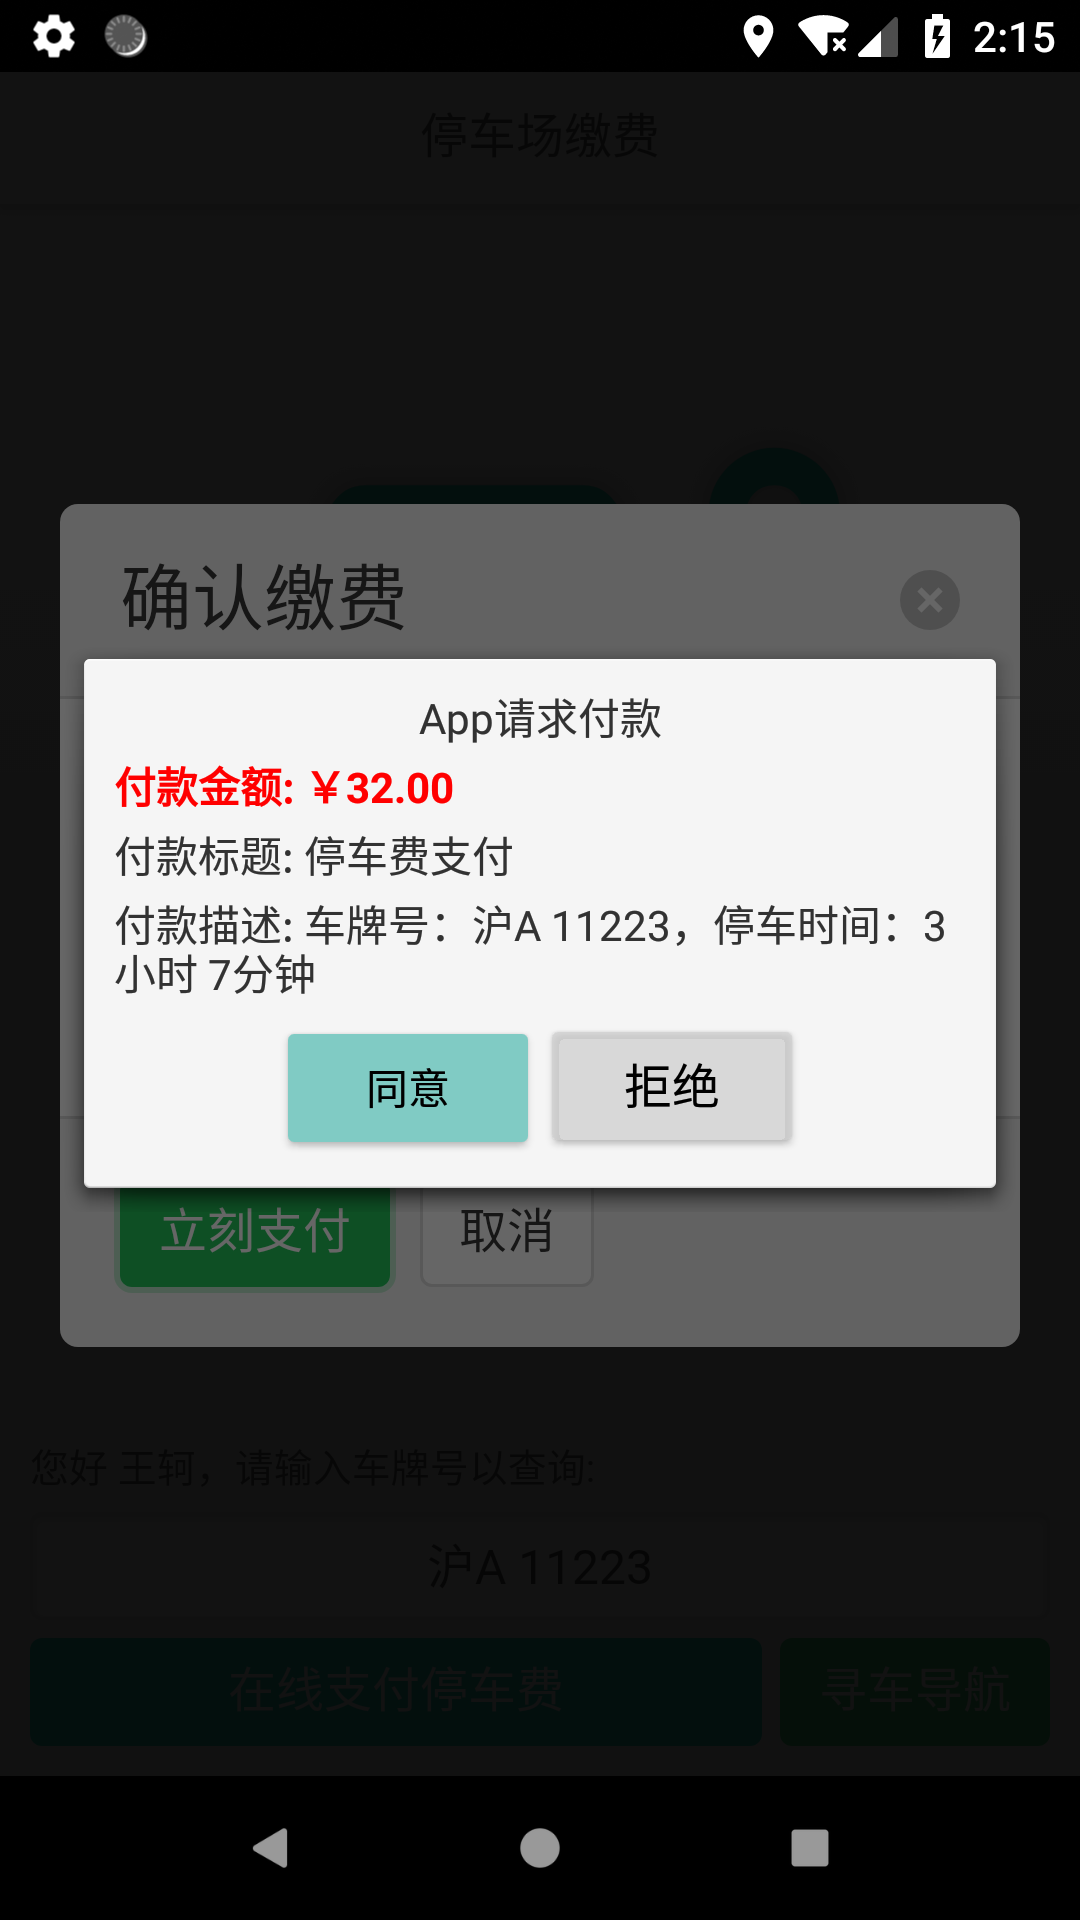 2:15
停车场缴费
确认缴费
App请求付款
付款金额: ￥32.00
付款标题: 停车费支付
付款描述: 车牌号：沪A 11223，停车时间：3
小时 7分钟
同意
拒绝
立刻支付
取消
您好 王轲，请输入车牌号以查询:
沪A 11223
在线支付停车费
寻车导航